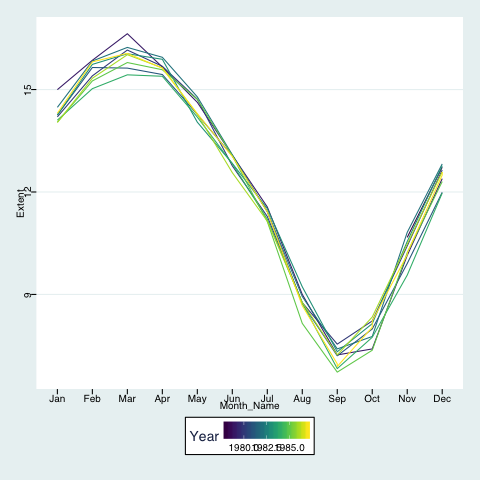 15
12
Extent
9
Jan Feb Mar Apr May Jun Jul Aug Sep Oct Nov Dec
Month_Name
Year
1980.0 1982.5 1985.0